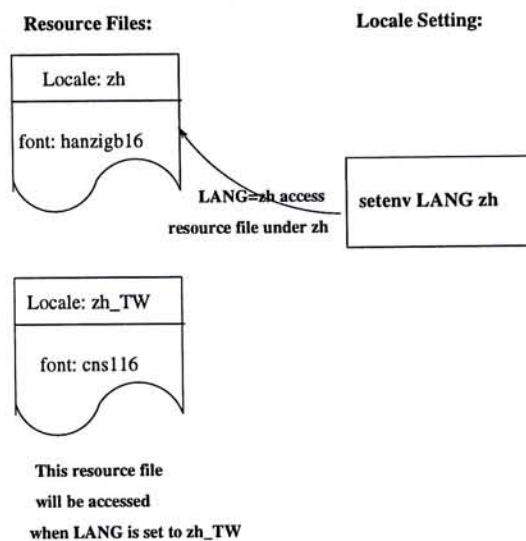 Resource Files:
Locale Setting:
Locale: zh
font: hanzigb16
LANG=zh access
resource file under zh
setenv LANG zh
Locale: zh_TW
font: cns116
This resource file
will be accessed
when LANG is set to zh_TW